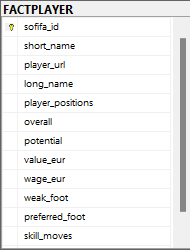 FACTPLAYER
sofifa_id
short_name
player_url
long_name
player_positions
overall
potential
value_eur
wage_eur
weak_foot
preferred_foot
skill_moves